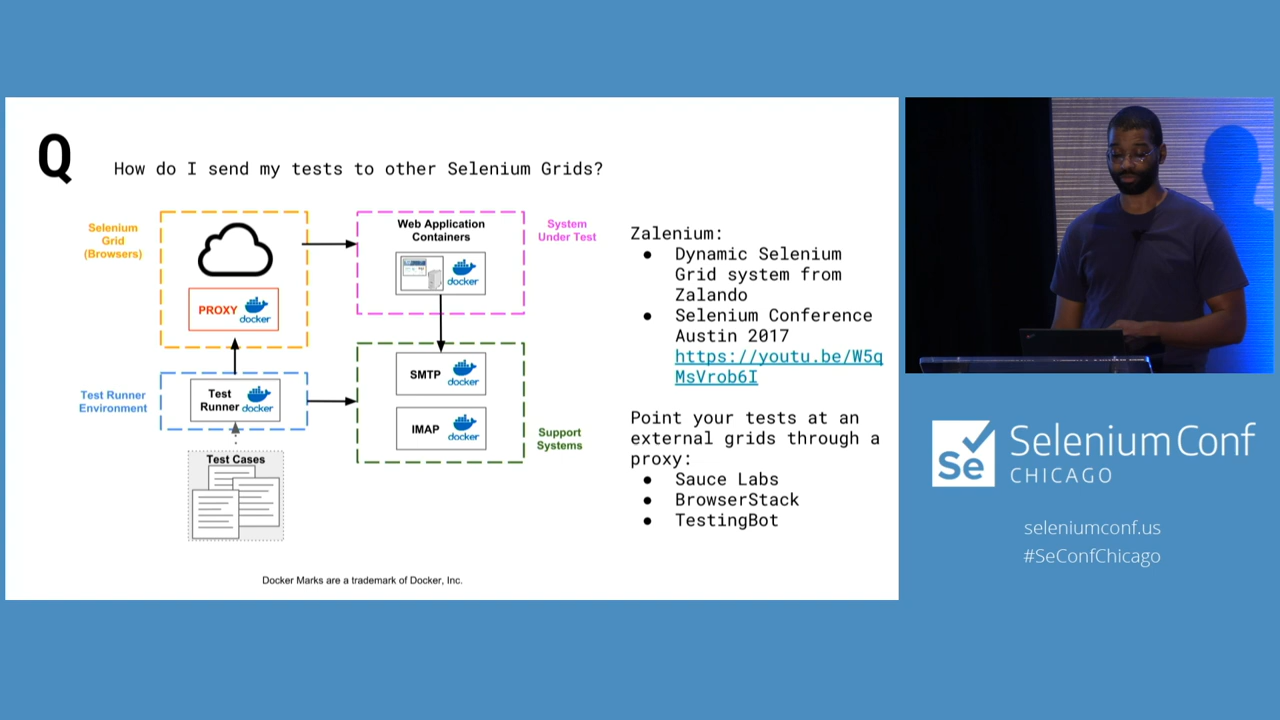 Q
How do I send my tests to other Selenium Grids?
Selenium
Grid
(Browsers)
PROXY
docker
Web Application
Containers
docker
System
Under Test
Test Runner
Environment
Test
Runner
docker
SMTP
docker
IMAP
docker
Support
Systems
Test Cases
Zalenium:
● Dynamic Selenium
Grid system from
Zalando
● Selenium Conference
Austin 2017
https://youtu.be/W5q
MsVrob6I
Point your tests at an
external grids through a
proxy:
● Sauce Labs
● BrowserStack
● TestingBot
Docker Marks are a trademark of Docker, Inc.
Se
SeleniumConf
CHICAGO
seleniumconf.us
#SeConfChicago